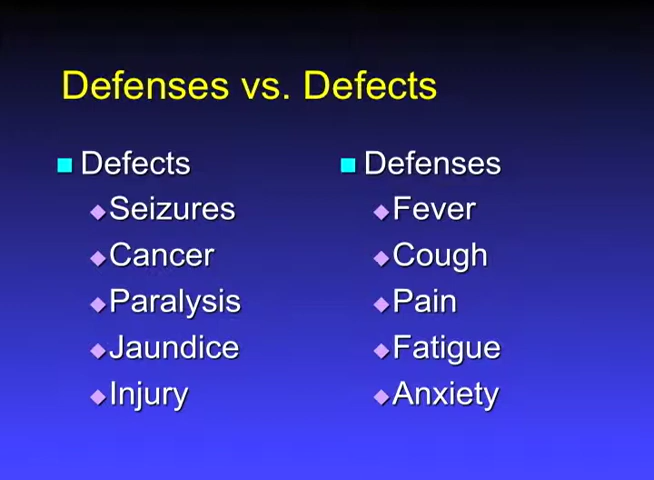 Defenses vs. Defects
Defects
Seizures
Cancer
Paralysis
Jaundice
Injury
Defenses
Fever
Cough
Pain
Fatigue
Anxiety